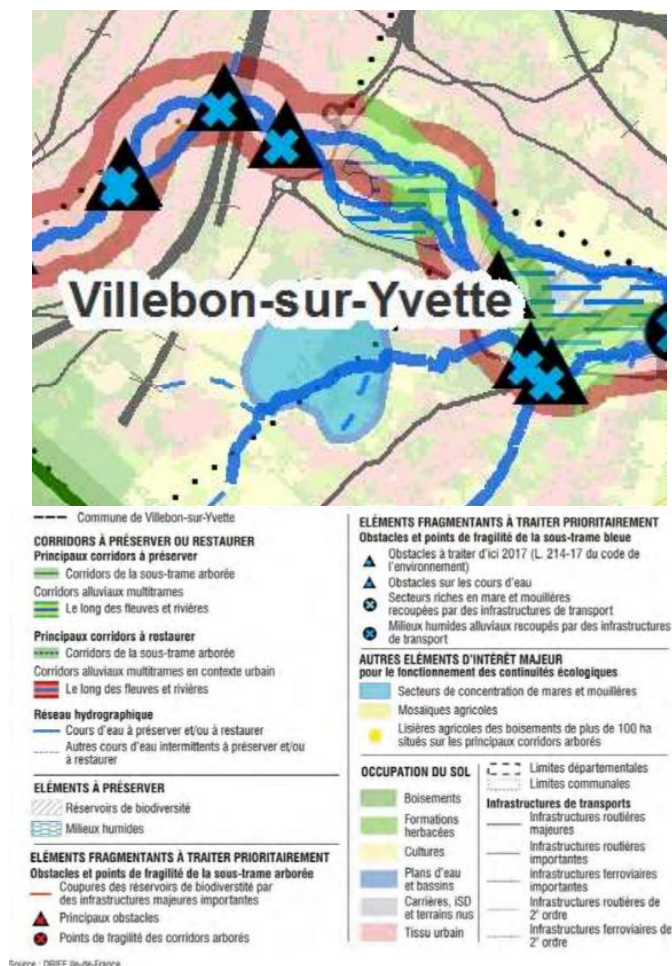 Villebon-sur-Yvette
Commune de Villebon-sur-Yvette
CORRIDORS À PRÉSERVER OU RESTAURER
Principaux corridors à préserver
Corridors de la sous-trame arborée
Corridors alluviaux multitrames
Le long des fleuves et rivières
Principaux corridors à restaurer
Corridors de la sous-trame arborée
Corridors alluviaux multitrames en contexte urbain
Le long des fleuves et rivières
Réseau hydrographique
Cours d'eau à préserver et/ou à restaurer
Autres cours d'eau intermittents à préserver et/ou
à restaurer
ELÉMENTS À PRÉSERVER
Réservoirs de biodiversité
Milieux humides
ELÉMENTS FRAGMENTANTS À TRAITER PRIORITAIREMENT
Obstacles et points de fragilité de la sous-trame arborée
Coupures des réservoirs de biodiversité par
des infrastructures majeures importantes
Principaux obstacles
Points de fragilité des corridors arborés
Source : DRIEE Ile-de-France
ELÉMENTS FRAGMENTANTS À TRAITER PRIORITAIREMENT
Obstacles et points de fragilité de la sous-trame bleue
Obstacles à traiter d'ici 2017 (L. 214-17 du code de
l'environnement)
Obstacles sur les cours d'eau
Secteurs riches en mare et mouillères
recoupées par des infrastructures de transport
Milieux humides alluviaux recoupés par des infrastructures
de transport
AUTRES ELÉMENTS D'INTÉRÊT MAJEUR
pour le fonctionnement des continuités écologiques
Secteurs de concentration de mares et mouillères
Mosaïques agricoles
Lisières agricoles des boisements de plus de 100 ha
situés sur les principaux corridors arborés
OCCUPATION DU SOL
Boisements
Formations
herbacées
Cultures
Plans d'eau
et bassins
Carrières, ISD
et terrains nus
Tissu urbain
Limites départementales
Limites communales
Infrastructures de transports
Infrastructures routières
majeures
Infrastructures routières
importantes
Infrastructures ferroviaires
importantes
Infrastructures routières de
2° ordre
Infrastructures ferroviaires de
2° ordre